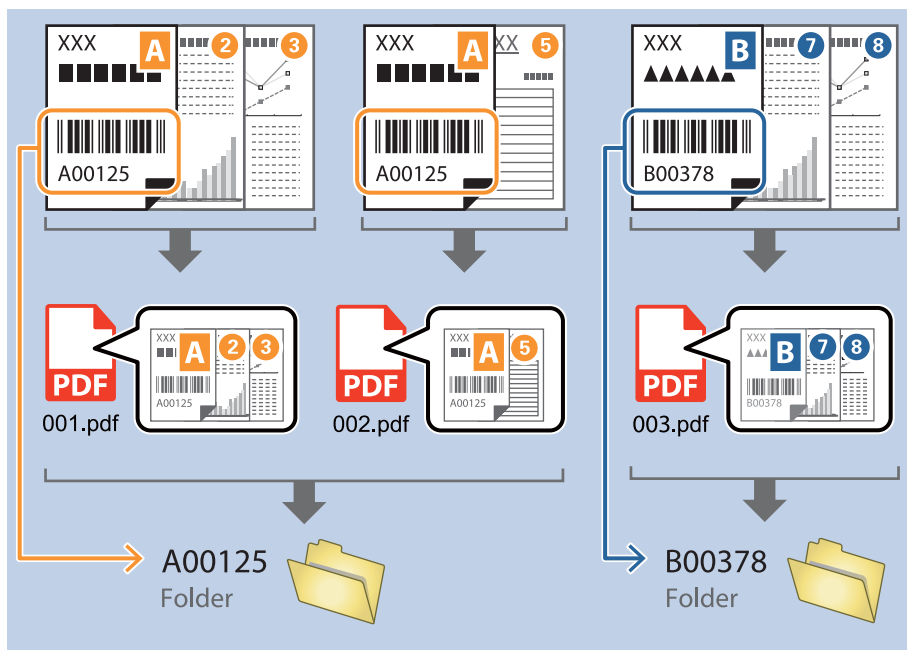 XXX A 2 3
A00125
XXX A XX 5
A00125
XXX B 7 8
B00378
PDF
XXX A 2 3
A00125
001.pdf
PDF
XXX A 5
A00125
002.pdf
PDF
XXX B 7 8
B00378
003.pdf
A00125
Folder
B00378
Folder